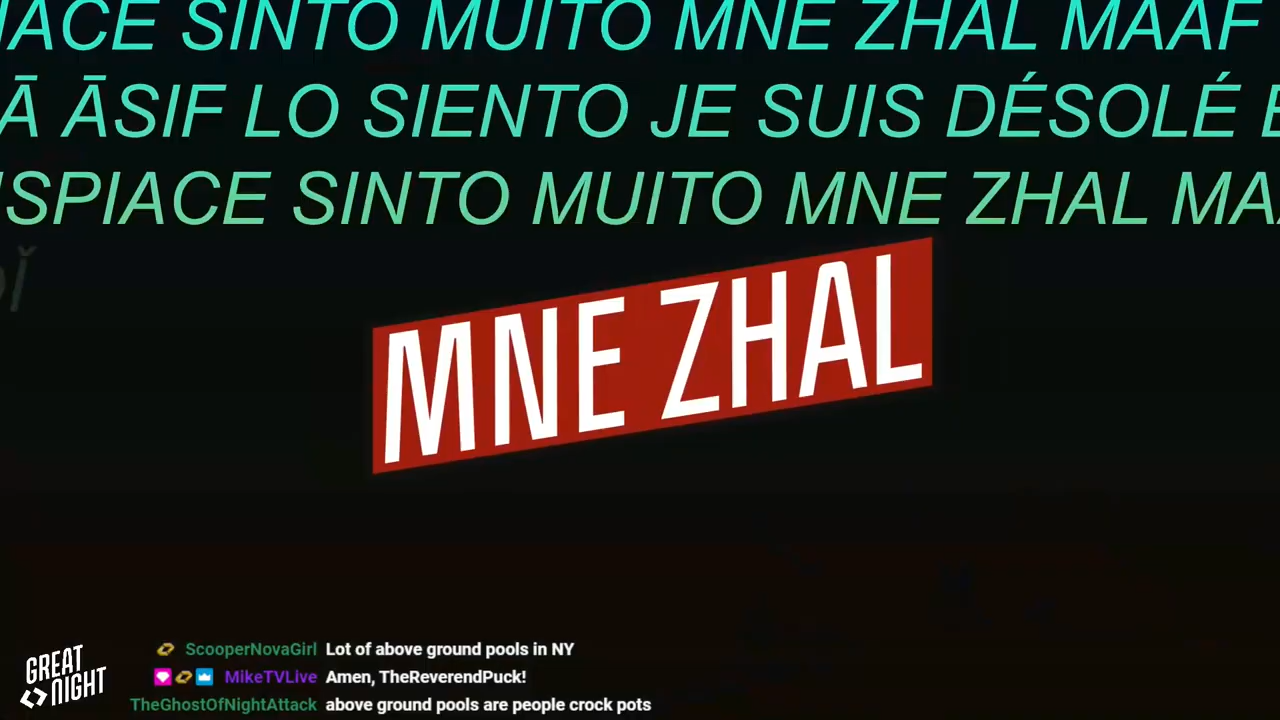 IACE SINTO MUITO MNE ZHAL MAAF
Ā ĀSIF LO SIENTO JE SUIS DÉSOLÉ
ISPIACE SINTO MUITO MNE ZHAL MAA
MNE ZHAL
ScooperNovaGirl Lot of above ground pools in NY
MikeTVLive Amen, TheReverendPuck!
TheGhostOfNightAttack above ground pools are people crock pots
GREAT
NIGHT